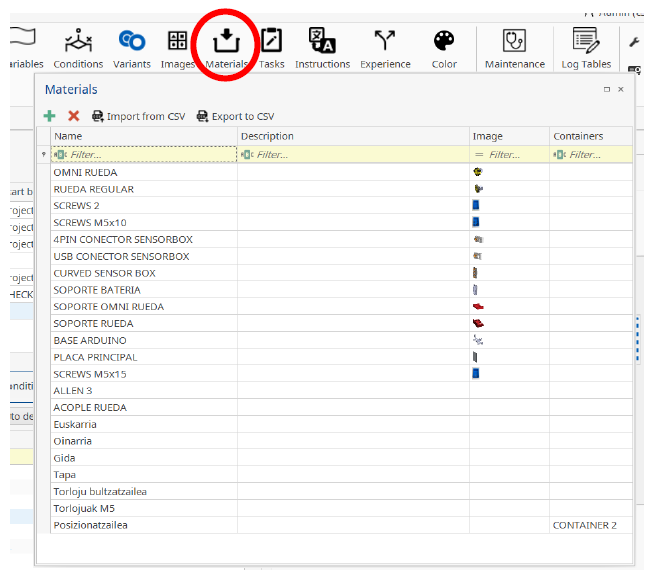 Admin
Conditions Variants Images Materials Tasks Instructions Experience Color Maintenance Log Tables
Materials
Import from CSV Export to CSV
Name Description Image Containers
Filter... Filter... = Filter... Filter...
OMNI RUEDA
RUEDA REGULAR
SCREWS 2
SCREWS M5x10
4PIN CONECTOR SENSORBOX
USB CONECTOR SENSORBOX
CURVED SENSOR BOX
SOPORTE BATERIA
SOPORTE OMNI RUEDA
SOPORTE RUEDA
BASE ARDUINO
PLACA PRINCIPAL
SCREWS M5x15
ALLEN 3
ACOPLE RUEDA
Euskarria
Oinarria
Gida
Tapa
Torloju bultzatzailea
Torlojuak M5
Posizionatzailea CONTAINER 2